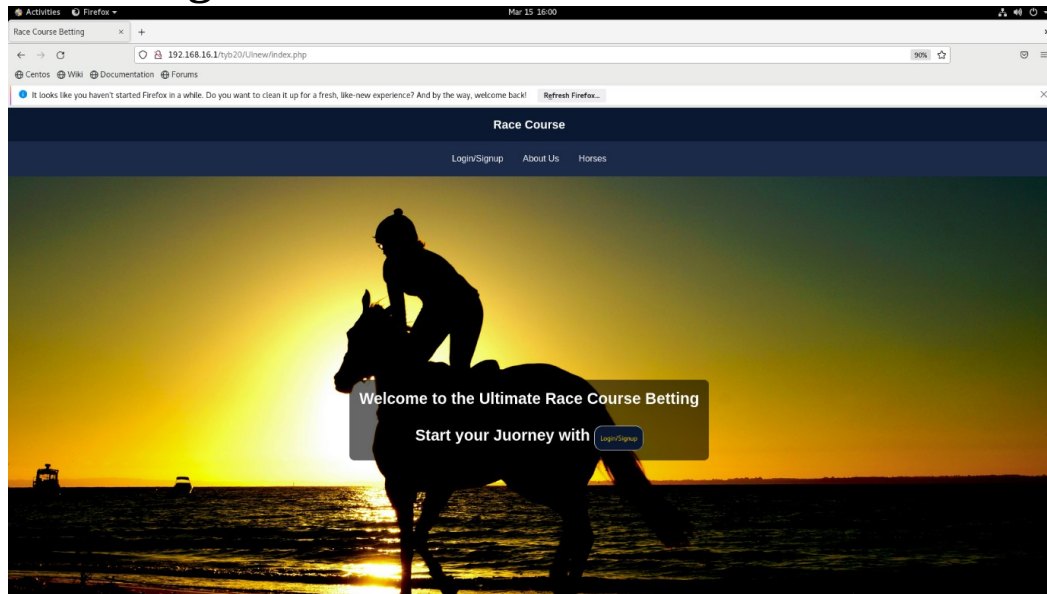 Activities Firefox Mar 15 16:00
Race Course Betting × +
192.168.16.1/tyb20/UInew/index.php 90%
Centos Wiki Documentation Forums
It looks like you haven't started Firefox in a while. Do you want to clean it up for a fresh, like-new experience? And by the way, welcome back! Refresh Firefox...
Race Course
Login/Signup About Us Horses
Welcome to the Ultimate Race Course Betting
Start your Juorney with Login/Signup